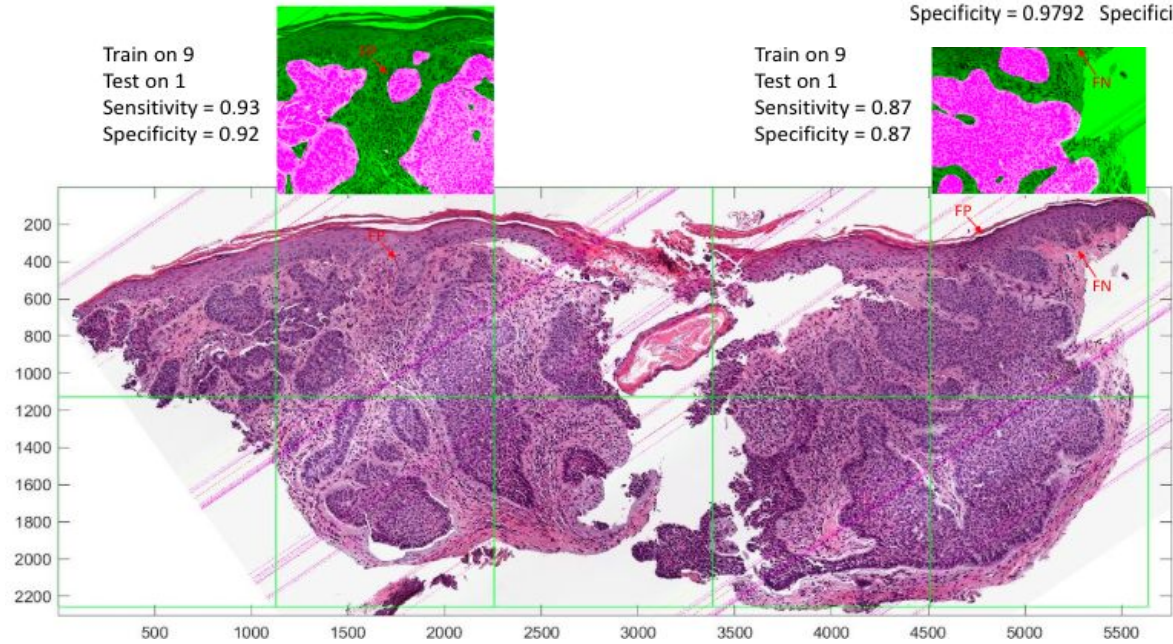 Specificity = 0.9792 Specifici
Train on 9
Test on 1
Sensitivity = 0.93
Specificity = 0.92
FP
Train on 9
Test on 1
Sensitivity = 0.87
Specificity = 0.87
FN
FP
FP
FN
200
400
600
800
1000
1200
1400
1600
1800
2000
2200
500
1000
1500
2000
2500
3000
3500
4000
4500
5000
5500